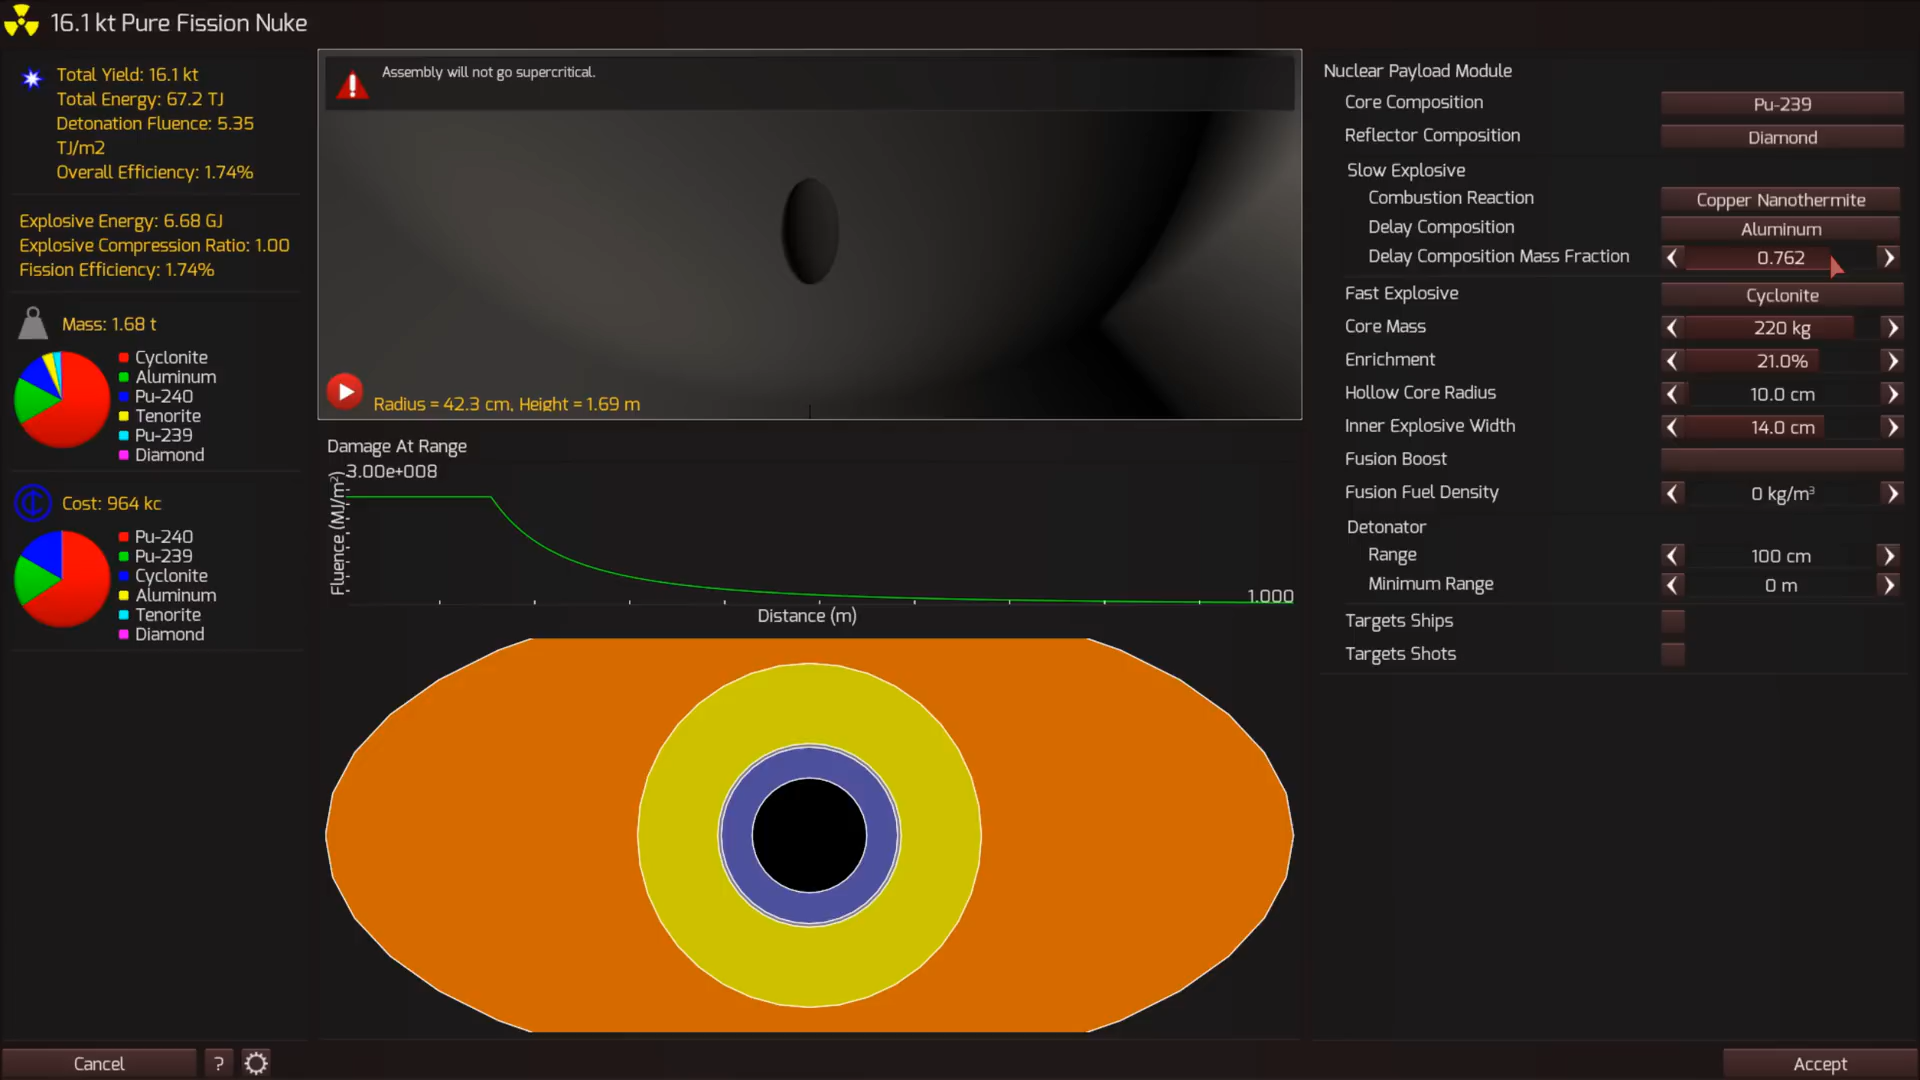 16.1 kt Pure Fission Nuke
Total Yield: 16.1 kt
Total Energy: 67.2 TJ
Detonation Fluence: 5.35
TJ/m2
Overall Efficiency: 1.74%
Explosive Energy: 6.68 GJ
Explosive Compression Ratio: 1.00
Fission Efficiency: 1.74%
Mass: 1.68 t
Cyclonite
Aluminum
Pu-240
Tenorite
Pu-239
Diamond
Cost: 964 kc
Pu-240
Pu-239
Cyclonite
Aluminum
Tenorite
Diamond
Assembly will not go supercritical.
Radius = 42.3 cm, Height = 1.69 m
Damage At Range
3.00e+008
Fluence (MJ/m²)
1.000
Distance (m)
Nuclear Payload Module
Core Composition Pu-239
Reflector Composition Diamond
Slow Explosive
Combustion Reaction Copper Nanothermite
Delay Composition Aluminum
Delay Composition Mass Fraction 0.762
Fast Explosive Cyclonite
Core Mass 220 kg
Enrichment 21.0%
Hollow Core Radius 10.0 cm
Inner Explosive Width 14.0 cm
Fusion Boost
Fusion Fuel Density 0 kg/m³
Detonator
Range 100 cm
Minimum Range 0 m
Targets Ships
Targets Shots
Cancel ? Accept